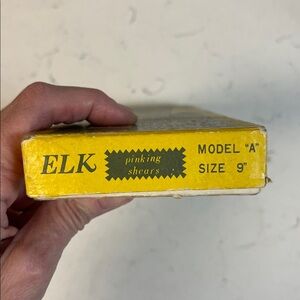 ELK
pinking
shears
MODEL "A"
SIZE 9"